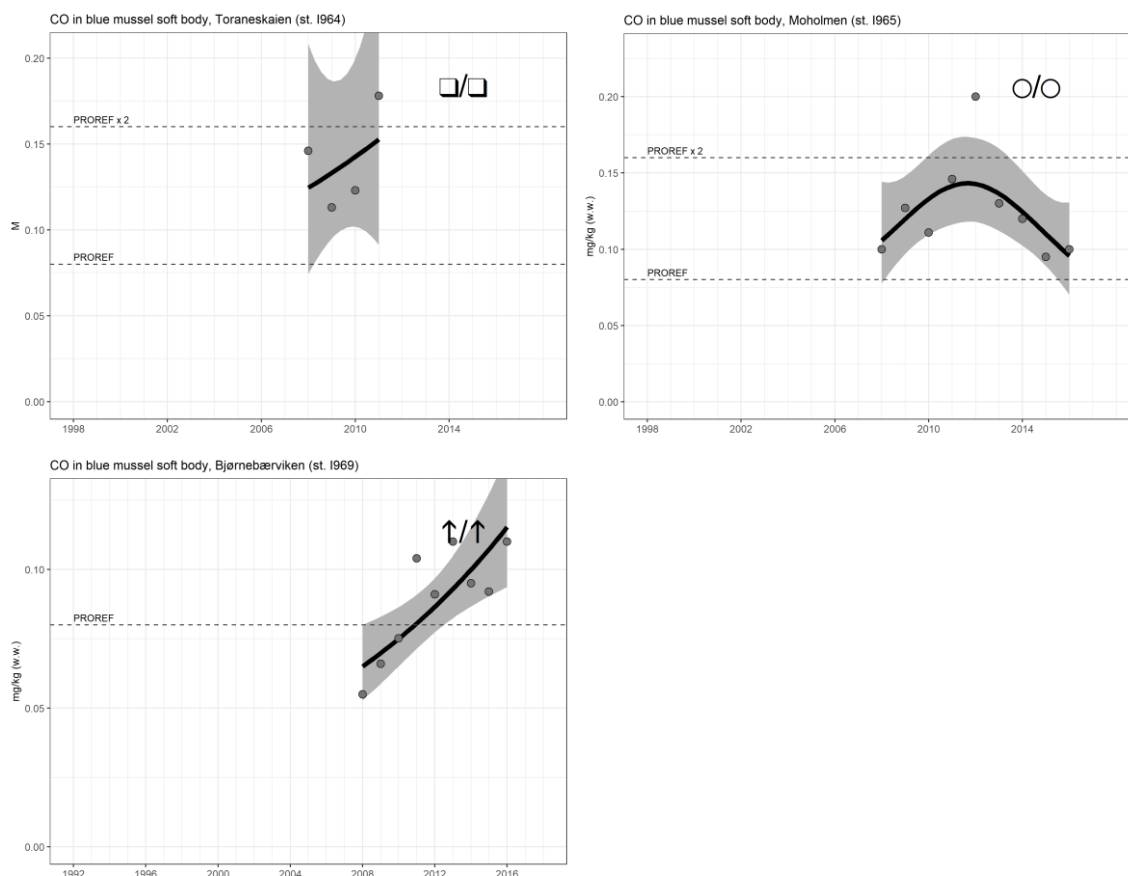 CO in blue mussel soft body, Toraneskaien (st. I964)
0.20
❑/❑
PROREF x 2
0.15
M
0.10
PROREF
0.05
0.00
1998 2002 2006 2010 2014
CO in blue mussel soft body, Moholmen (st. I965)
0.20
○/○
PROREF x 2
0.15
mg/kg (w.w.)
0.10
PROREF
0.05
0.00
1998 2002 2006 2010 2014
CO in blue mussel soft body, Bjørnebærviken (st. I969)
↑/↑
0.10
PROREF
mg/kg (w.w.)
0.05
0.00
1992 1996 2000 2004 2008 2012 2016